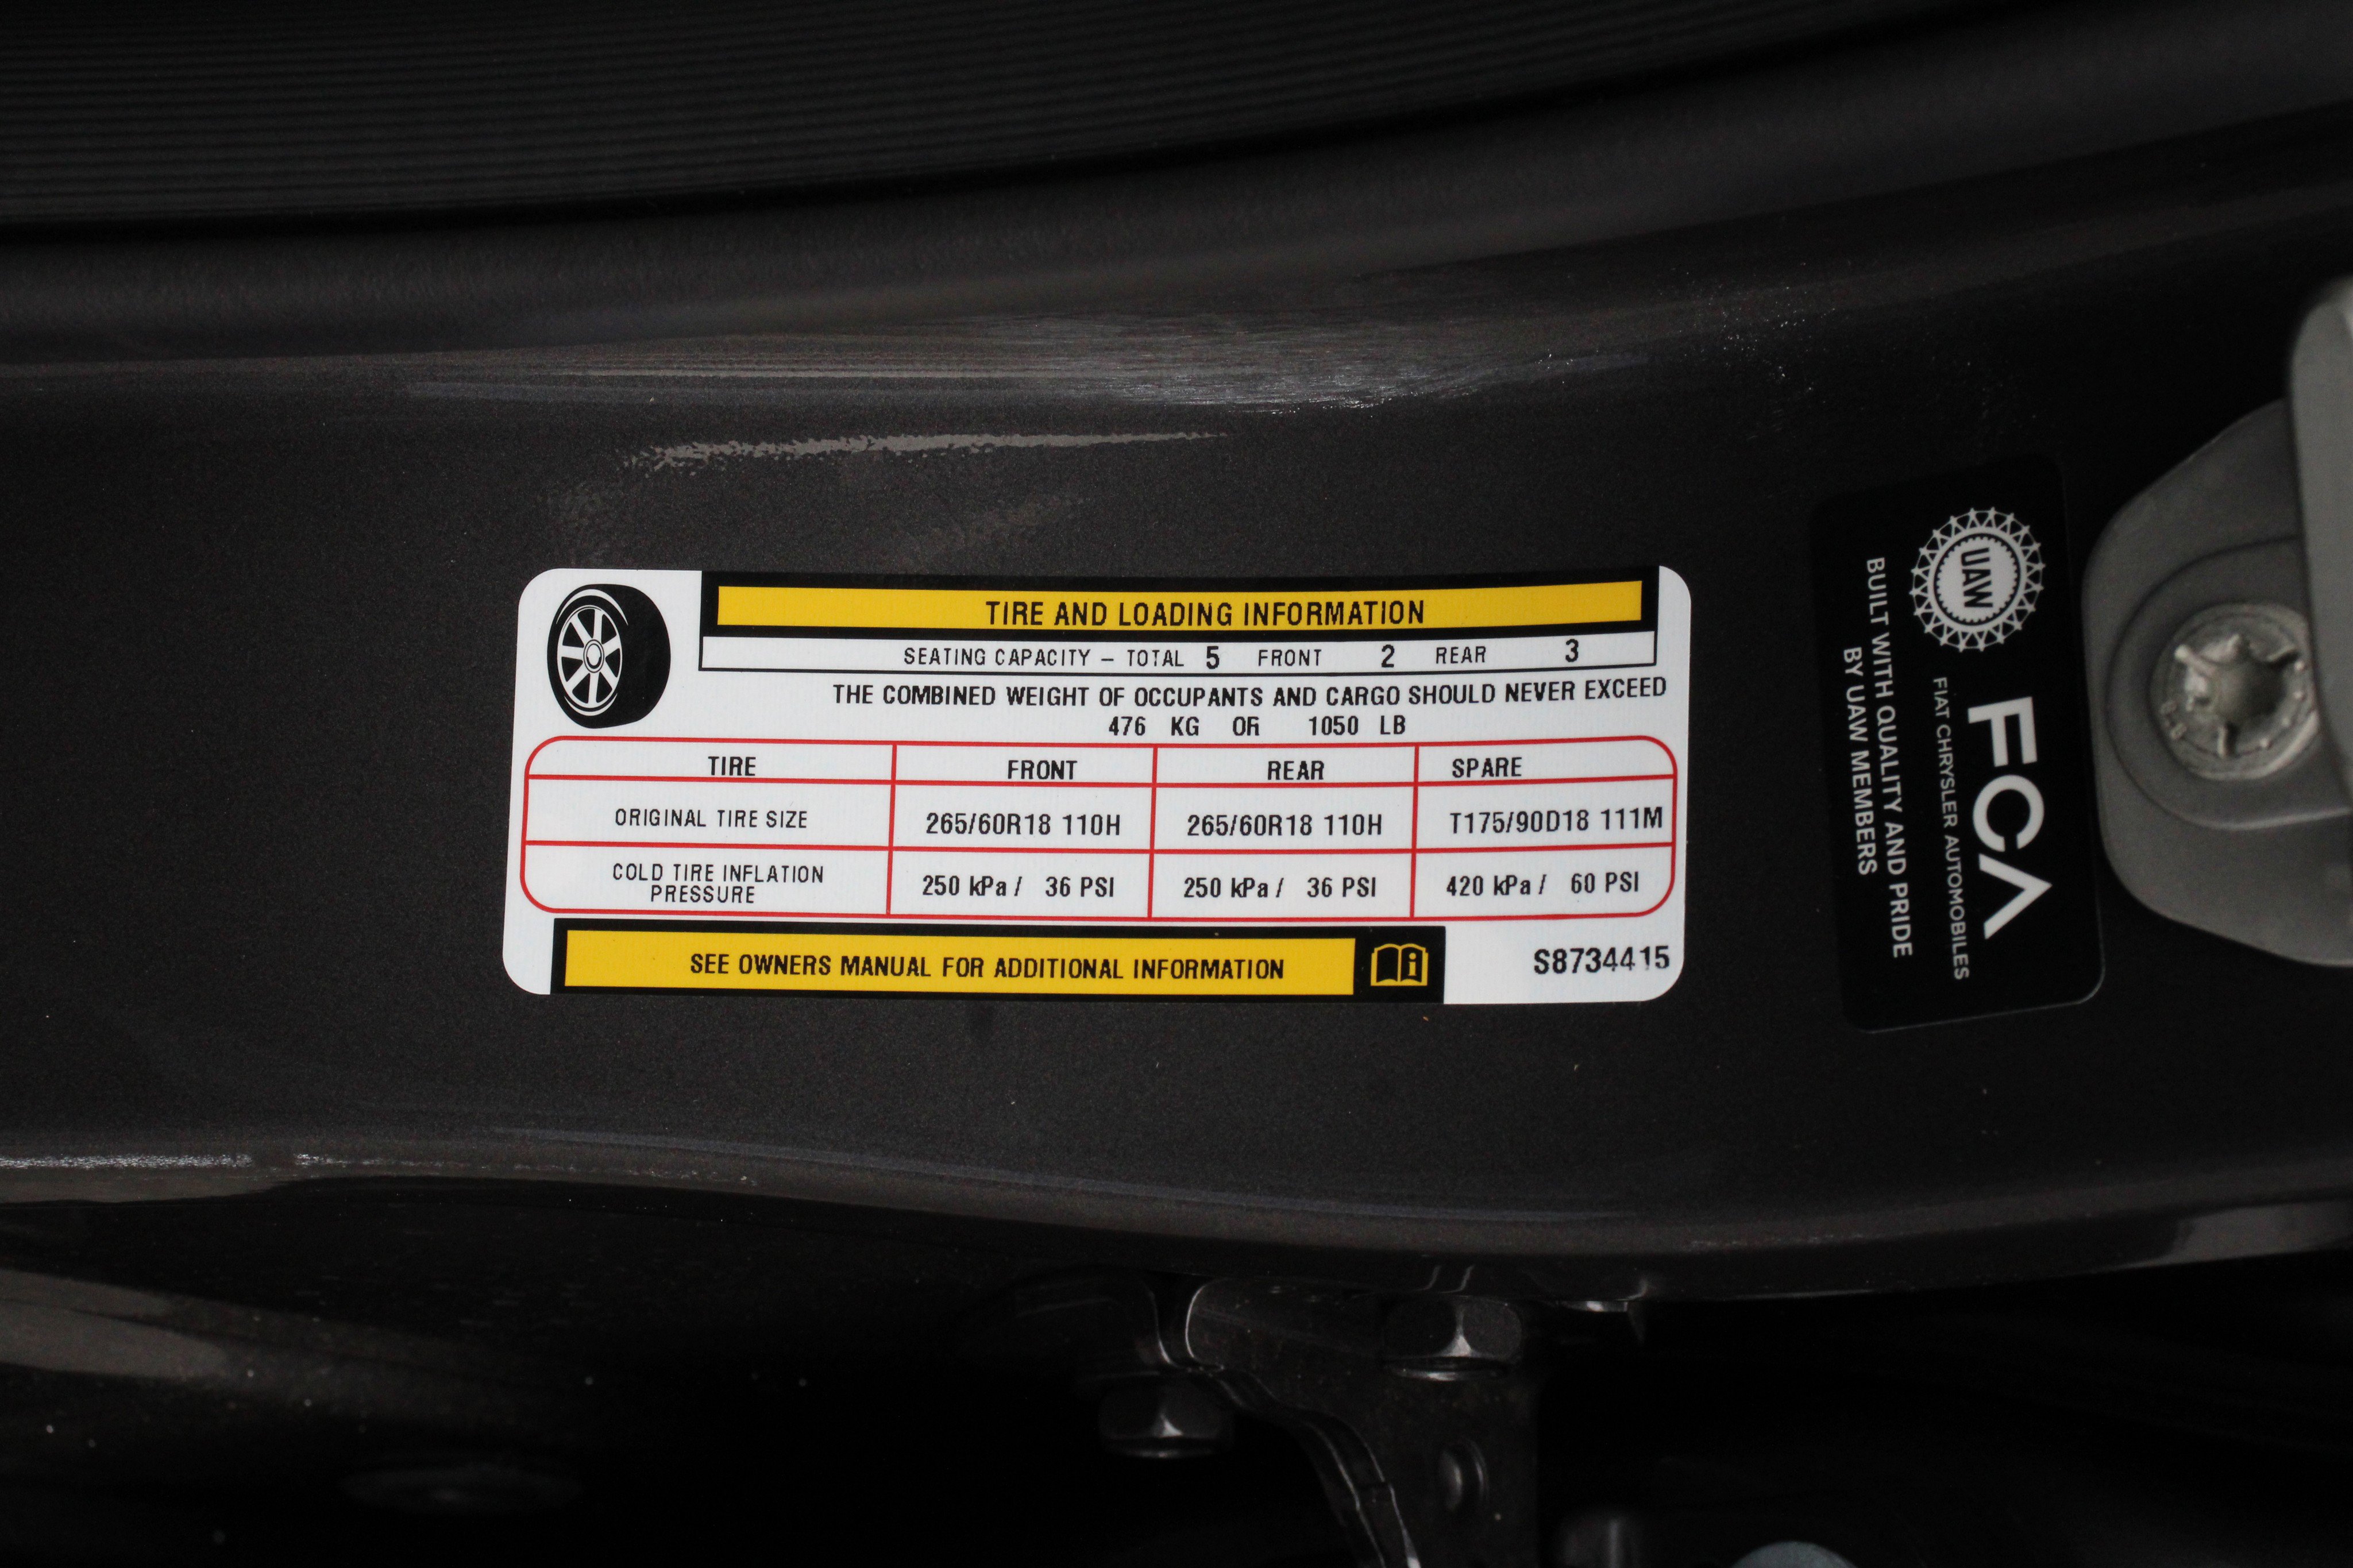 TIRE AND LOADING INFORMATION
SEATING CAPACITY – TOTAL 5 FRONT 2 REAR 3
THE COMBINED WEIGHT OF OCCUPANTS AND CARGO SHOULD NEVER EXCEED
476 KG OR 1050 LB
TIRE FRONT REAR SPARE
ORIGINAL TIRE SIZE 265/60R18 110H 265/60R18 110H T175/90D18 111M
COLD TIRE INFLATION
PRESSURE 250 kPa / 36 PSI 250 kPa / 36 PSI 420 kPa / 60 PSI
SEE OWNERS MANUAL FOR ADDITIONAL INFORMATION
S8734415
UAW
FCA
FIAT CHRYSLER AUTOMOBILES
BUILT WITH QUALITY AND PRIDE
BY UAW MEMBERS